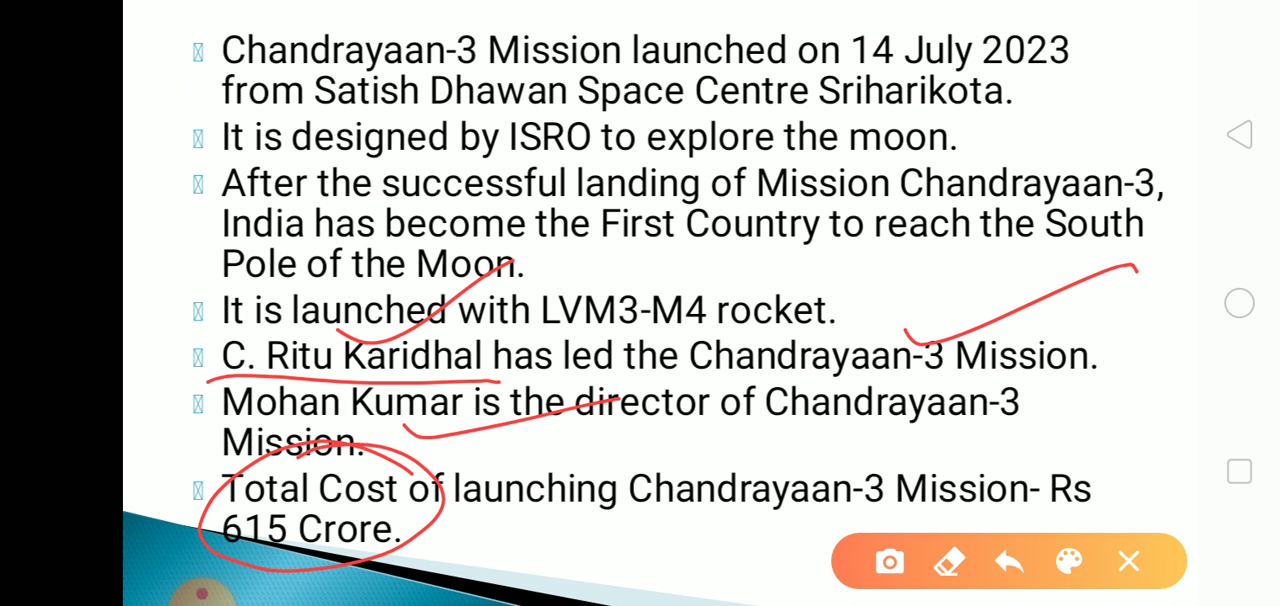 Chandrayaan-3 Mission launched on 14 July 2023
from Satish Dhawan Space Centre Sriharikota.
It is designed by ISRO to explore the moon.
After the successful landing of Mission Chandrayaan-3,
India has become the First Country to reach the South
Pole of the Moon.
It is launched with LVM3-M4 rocket.
C. Ritu Karidhal has led the Chandrayaan-3 Mission.
Mohan Kumar is the director of Chandrayaan-3
Mission.
Total Cost of launching Chandrayaan-3 Mission- Rs
615 Crore.